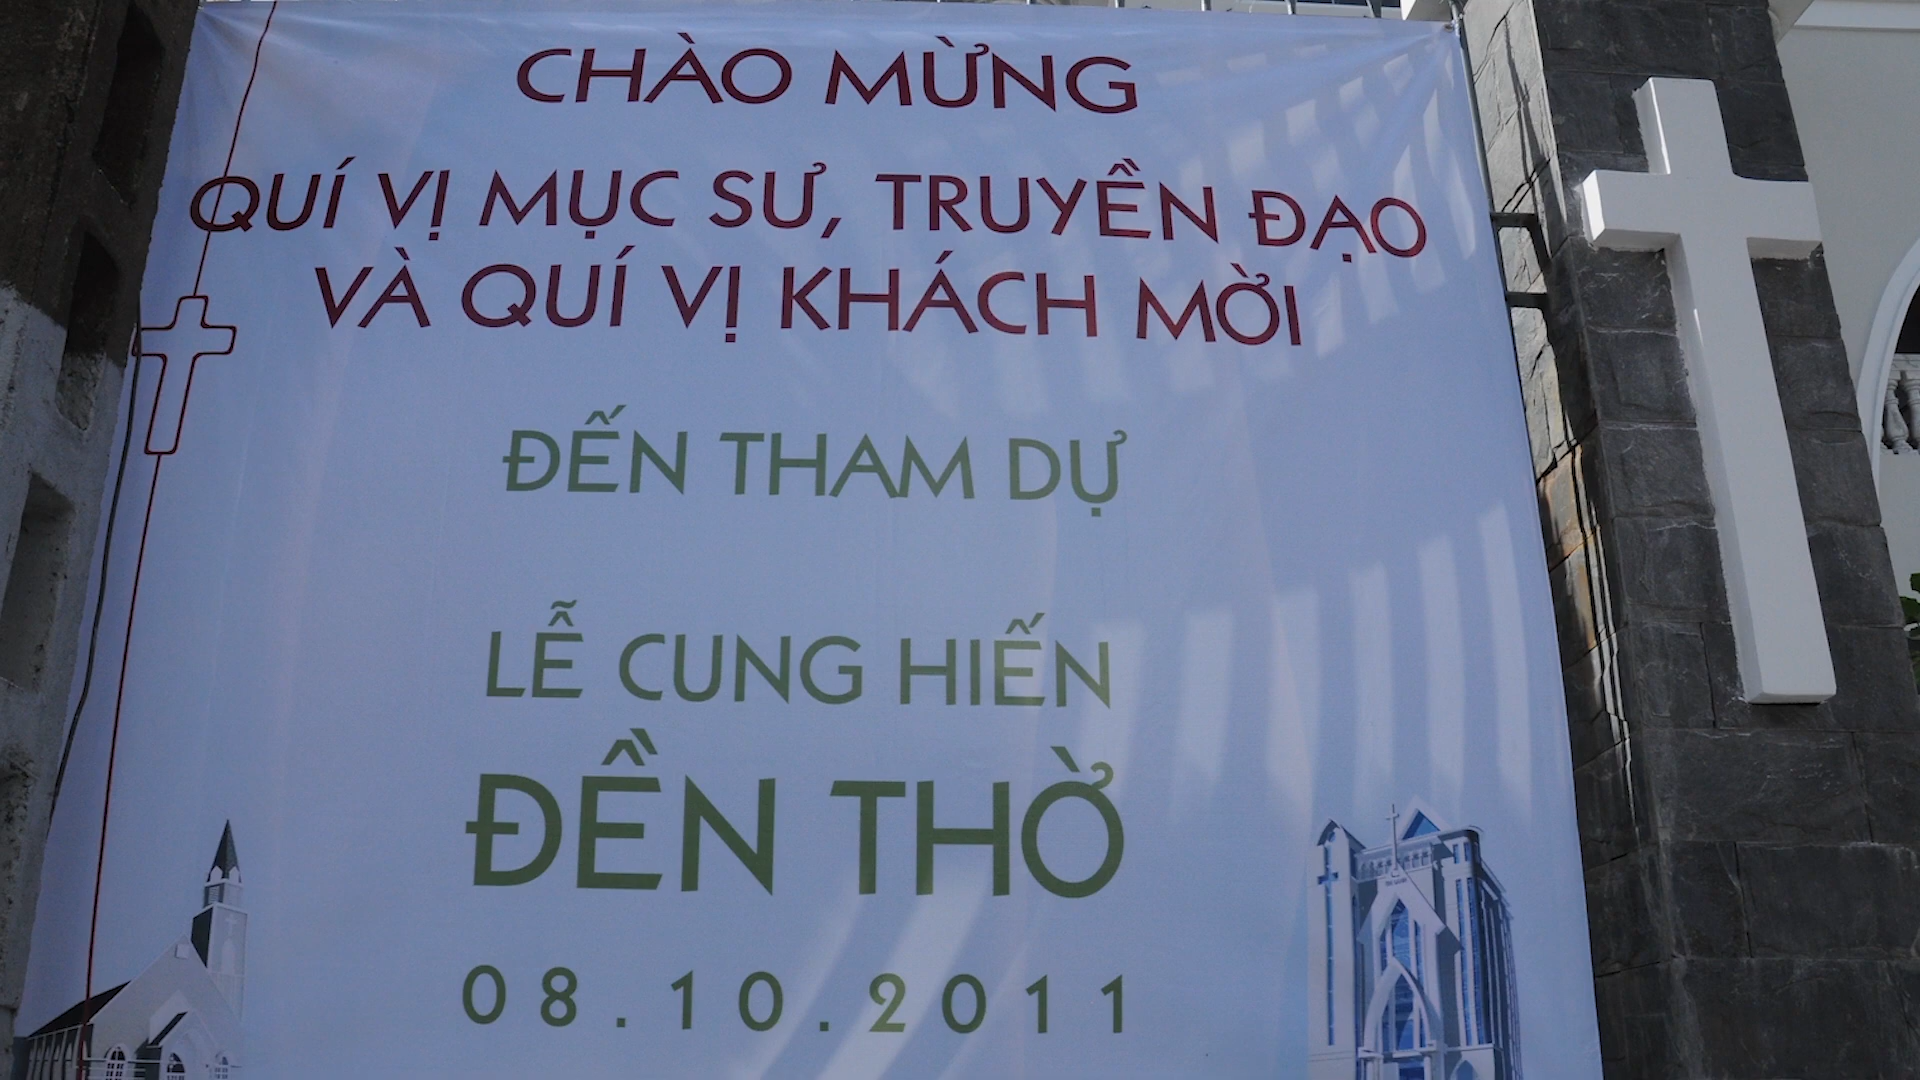 CHÀO MỪNG
QUÍ VỊ MỤC SƯ, TRUYỀN ĐẠO
VÀ QUÍ VỊ KHÁCH MỜI
ĐẾN THAM DỰ
LỄ CUNG HIẾN
ĐỀN THỜ
08.10.2011